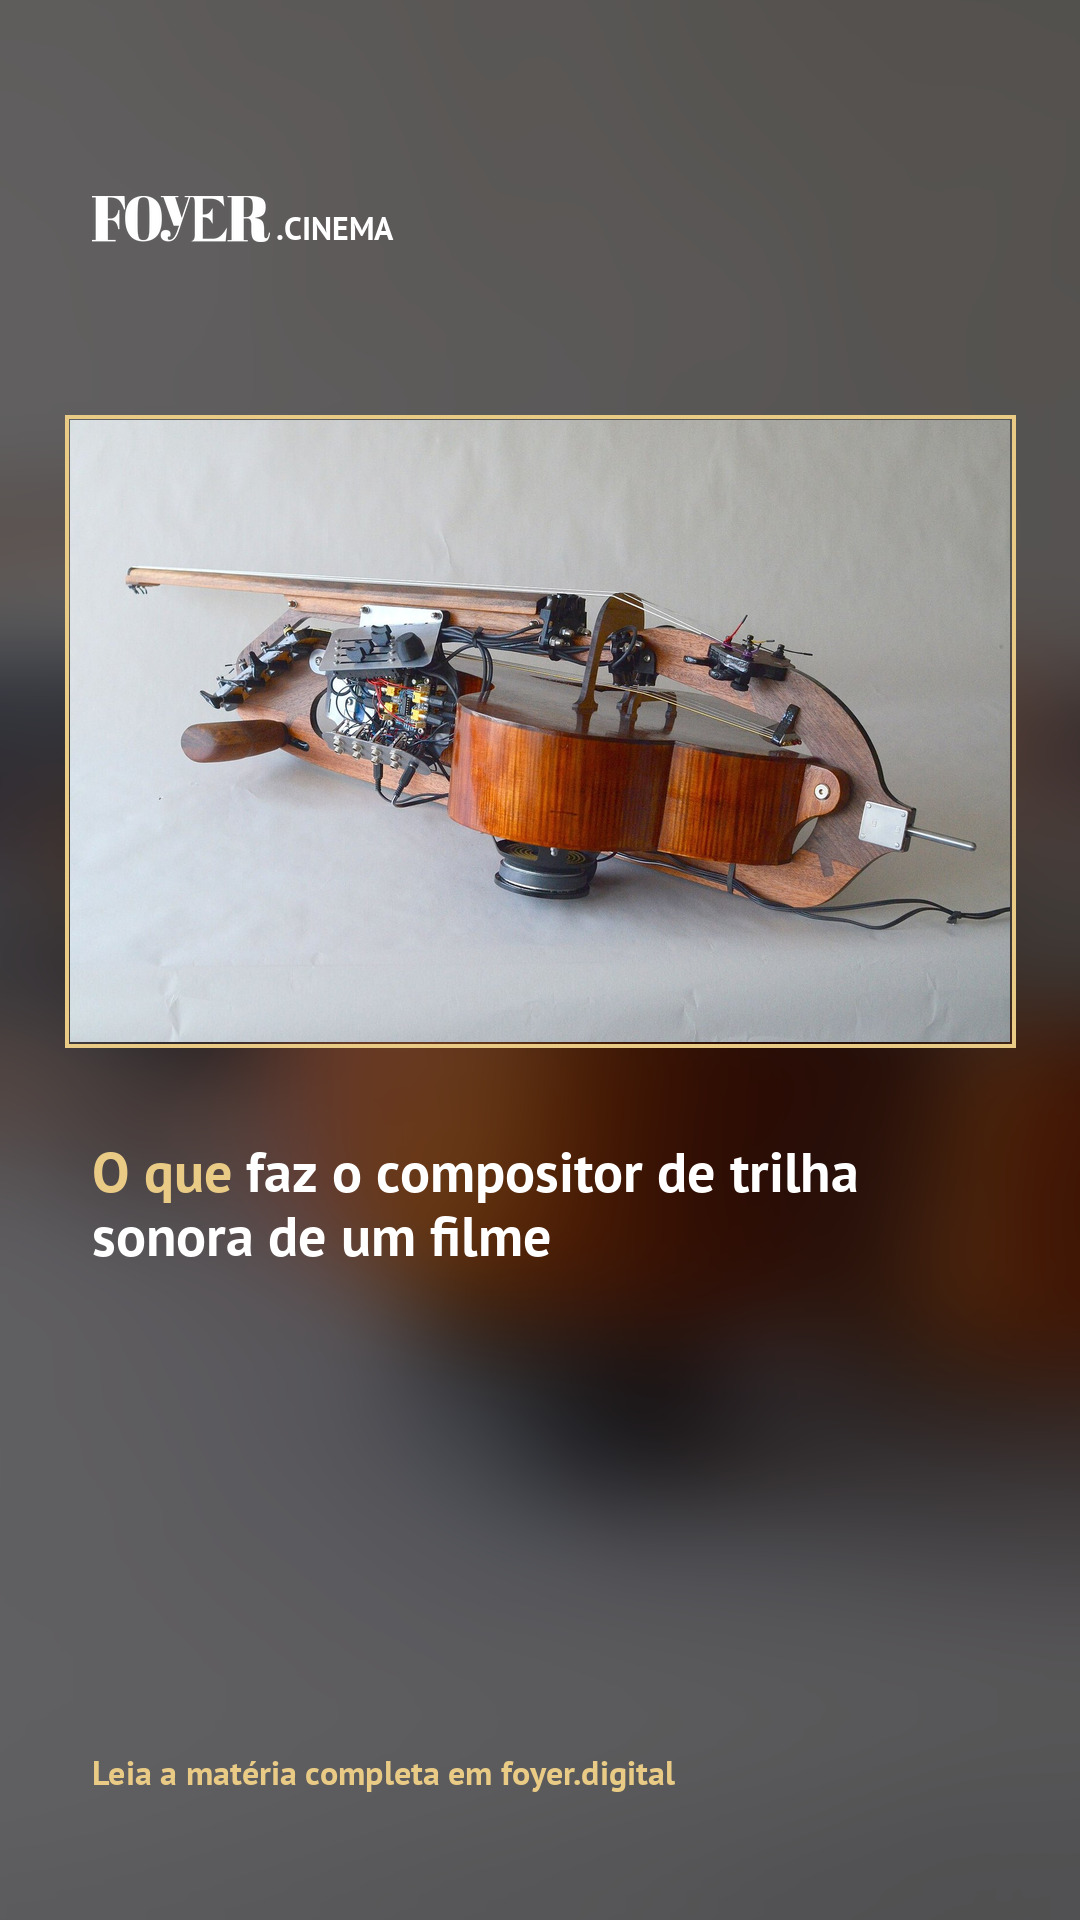 FOYER.CINEMA
O que faz o compositor de trilha
sonora de um filme
Leia a matéria completa em foyer.digital